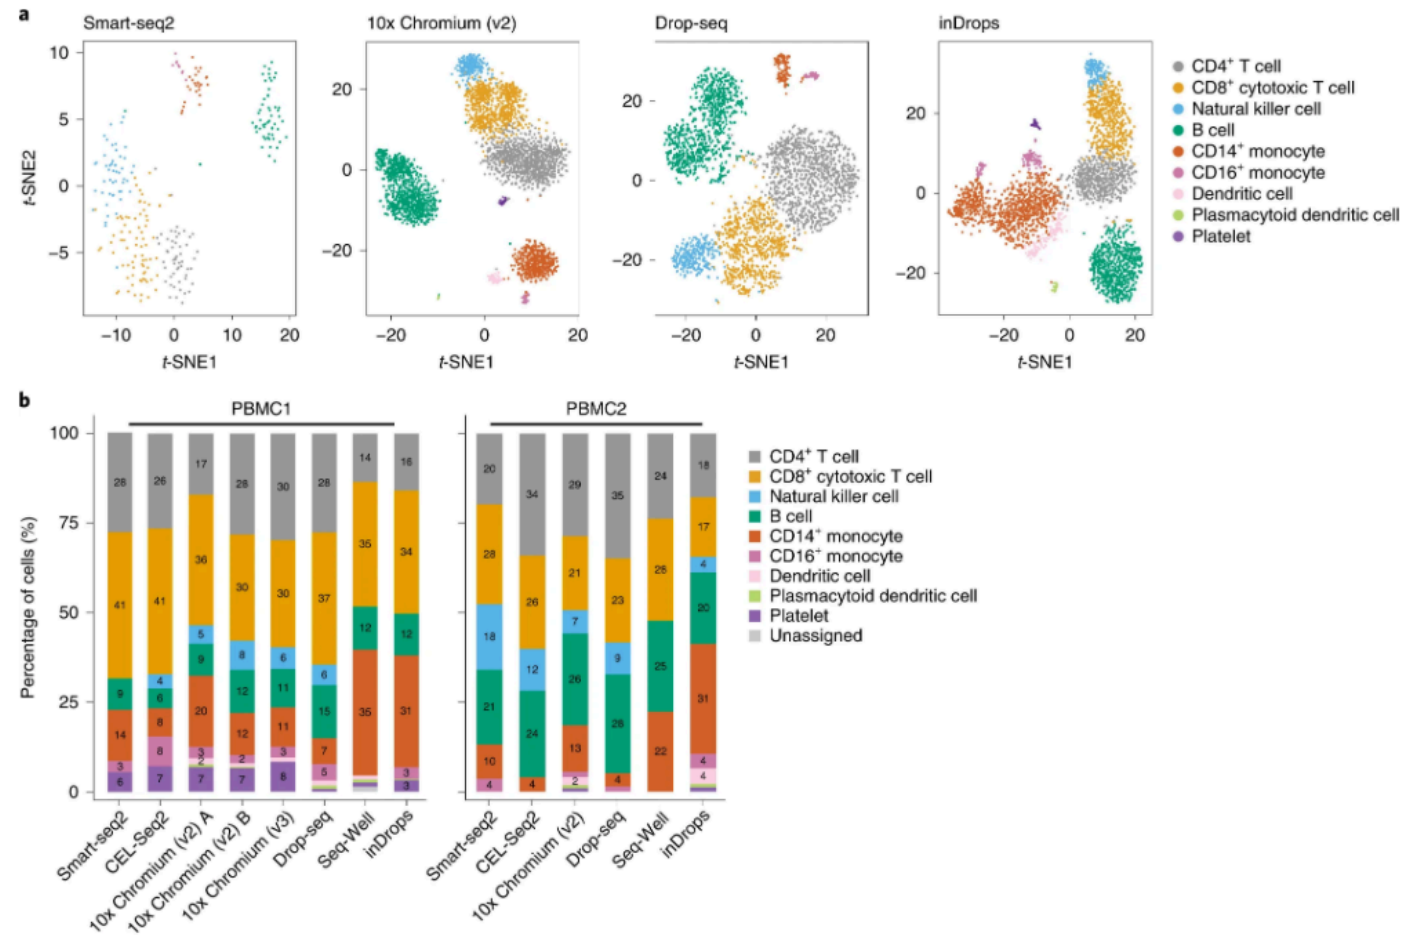 a
Smart-seq2
10x Chromium (v2)
Drop-seq
inDrops
t-SNE2
10
5
0
−5
−10 0 10 20
t-SNE1
20
0
−20
−20 0 20
t-SNE1
20
0
−20
−20 0 20
t-SNE1
20
0
−20
−20 0 20
t-SNE1
CD4⁺ T cell
CD8⁺ cytotoxic T cell
Natural killer cell
B cell
CD14⁺ monocyte
CD16⁺ monocyte
Dendritic cell
Plasmacytoid dendritic cell
Platelet
b
PBMC1
PBMC2
Percentage of cells (%)
100
75
50
25
0
28 41 9 14 3 6
26 41 4 6 8 8 7
17 36 5 9 20 3 2 7
28 30 8 12 12 2 7
30 30 6 11 11 3 8
28 37 6 15 7 5
14 35 12 35
16 34 12 31 3 3
20 28 18 21 10 4
34 26 12 24 4
29 21 7 26 13 2
35 23 9 28 4
24 28 25 22
18 17 4 20 31 4 4
Smart-seq2
CEL-Seq2
10x Chromium (v2) A
10x Chromium (v2) B
10x Chromium (v3)
Drop-seq
Seq-Well
inDrops
Smart-seq2
CEL-Seq2
10x Chromium (v2)
Drop-seq
Seq-Well
inDrops
CD4⁺ T cell
CD8⁺ cytotoxic T cell
Natural killer cell
B cell
CD14⁺ monocyte
CD16⁺ monocyte
Dendritic cell
Plasmacytoid dendritic cell
Platelet
Unassigned